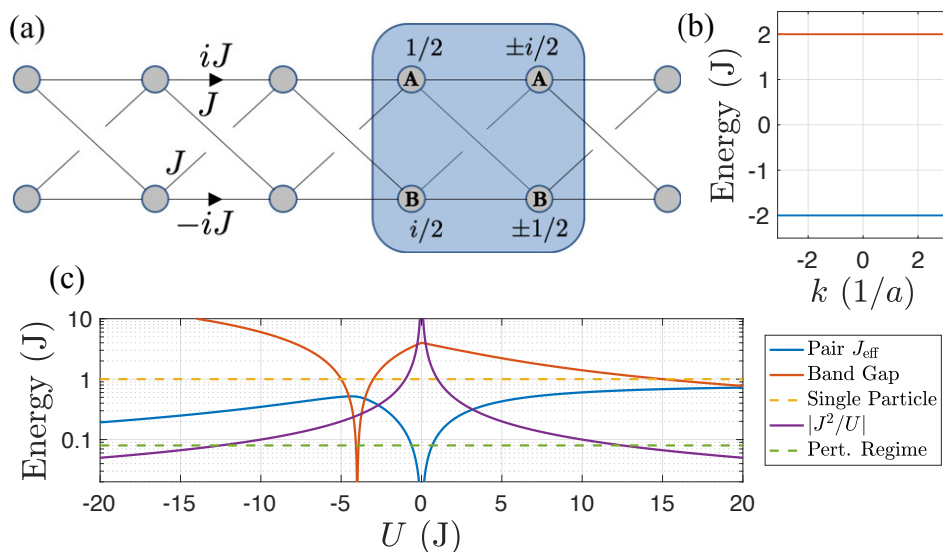 (a)
iJ
J
J
-iJ
1/2
±i/2
A
A
B
B
i/2
±1/2
(b)
Energy (J)
2
1
0
-1
-2
-2
0
2
k (1/a)
(c)
Energy (J)
10
1
0.1
-20
-15
-10
-5
0
5
10
15
20
U (J)
Pair J_eff
Band Gap
Single Particle
|J²/U|
Pert. Regime